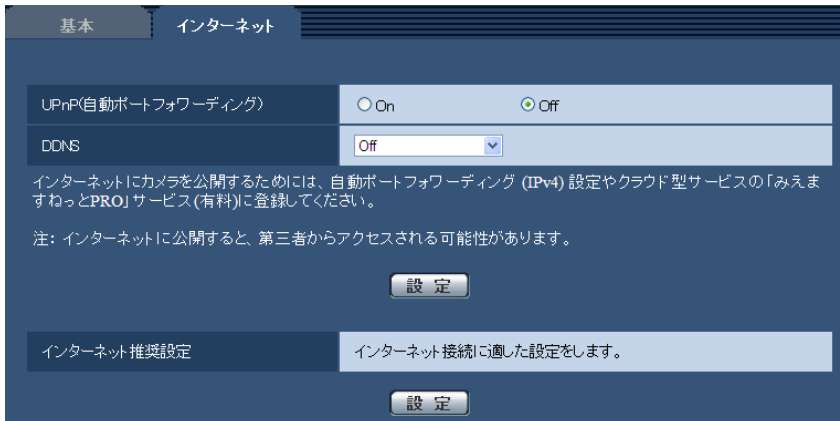 基本 インターネット
UPnP(自動ポートフォワーディング) On Off
DDNS Off
インターネットにカメラを公開するためには、自動ポートフォワーディング (IPv4) 設定やクラウド型サービスの「みえま
すねっとPRO」サービス(有料)に登録してください。
注: インターネットに公開すると、第三者からアクセスされる可能性があります。
設定
インターネット推奨設定 インターネット接続に適した設定をします。
設定